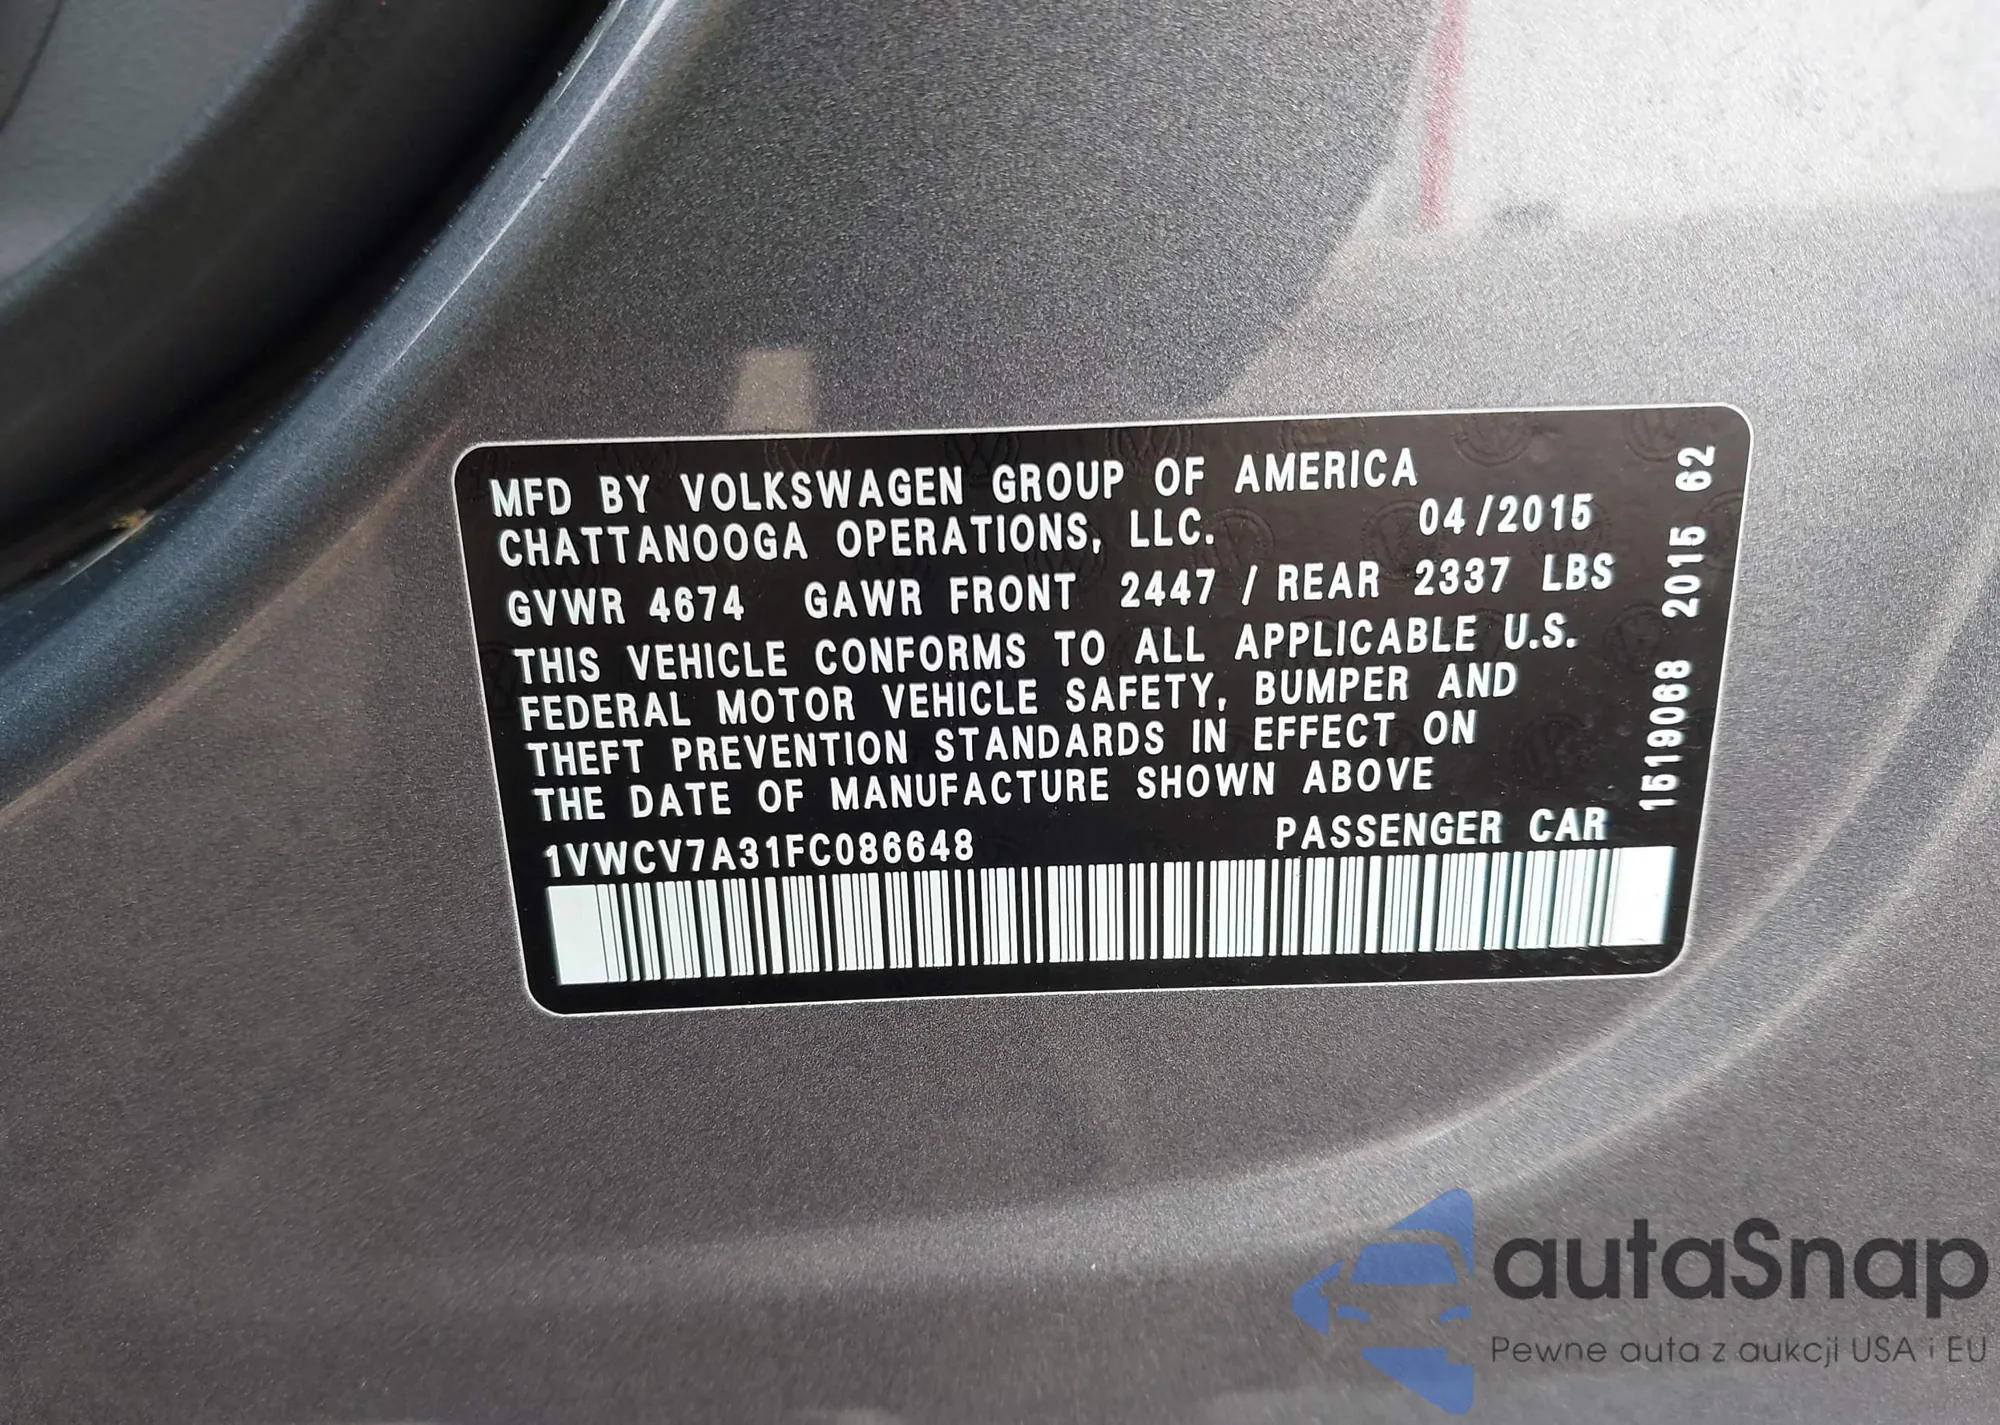 MFD BY VOLKSWAGEN GROUP OF AMERICA
CHATTANOOGA OPERATIONS, LLC. 04/2015
GVWR 4674 GAWR FRONT 2447 / REAR 2337 LBS
THIS VEHICLE CONFORMS TO ALL APPLICABLE U.S.
FEDERAL MOTOR VEHICLE SAFETY, BUMPER AND
THEFT PREVENTION STANDARDS IN EFFECT ON
THE DATE OF MANUFACTURE SHOWN ABOVE
1VWCV7A31FC086648 PASSENGER CAR
1519068 2015 62
autaSnap
Pewne auta z aukcji USA i EU